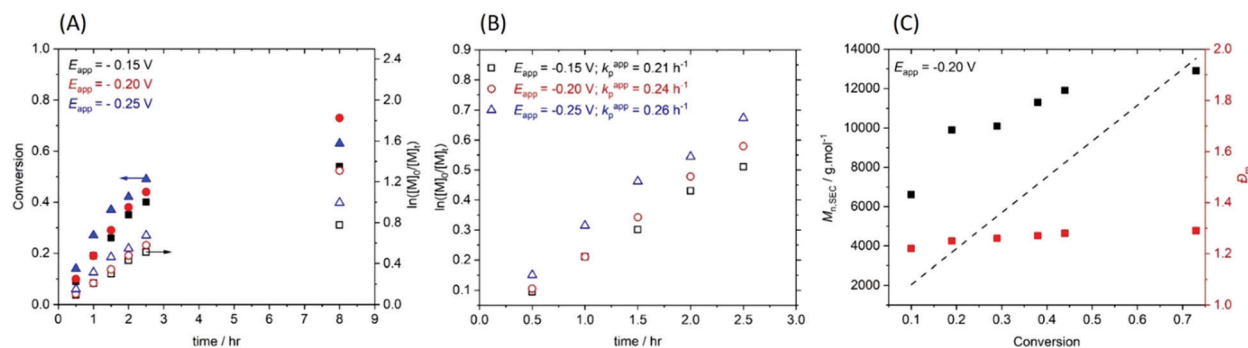 (A)
1.0
0.8
0.6
0.4
0.2
0.0
Conversion
E_app = - 0.15 V
E_app = - 0.20 V
E_app = - 0.25 V
2.4
2.0
1.6
1.2
0.8
0.4
0.0
ln([M]₀/[M]ₜ)
0 1 2 3 4 5 6 7 8 9
time / hr
(B)
0.9
0.8
0.7
0.6
0.5
0.4
0.3
0.2
0.1
ln([M]₀/[M]ₜ)
E_app = -0.15 V; k_p^app = 0.21 h⁻¹
E_app = -0.20 V; k_p^app = 0.24 h⁻¹
E_app = -0.25 V; k_p^app = 0.26 h⁻¹
0.0 0.5 1.0 1.5 2.0 2.5 3.0
time / hr
(C)
14000
12000
10000
8000
6000
4000
2000
M_n,SEC / g.mol⁻¹
E_app = -0.20 V
2.0
1.8
1.6
1.4
1.2
1.0
Đ_m
0.1 0.2 0.3 0.4 0.5 0.6 0.7
Conversion